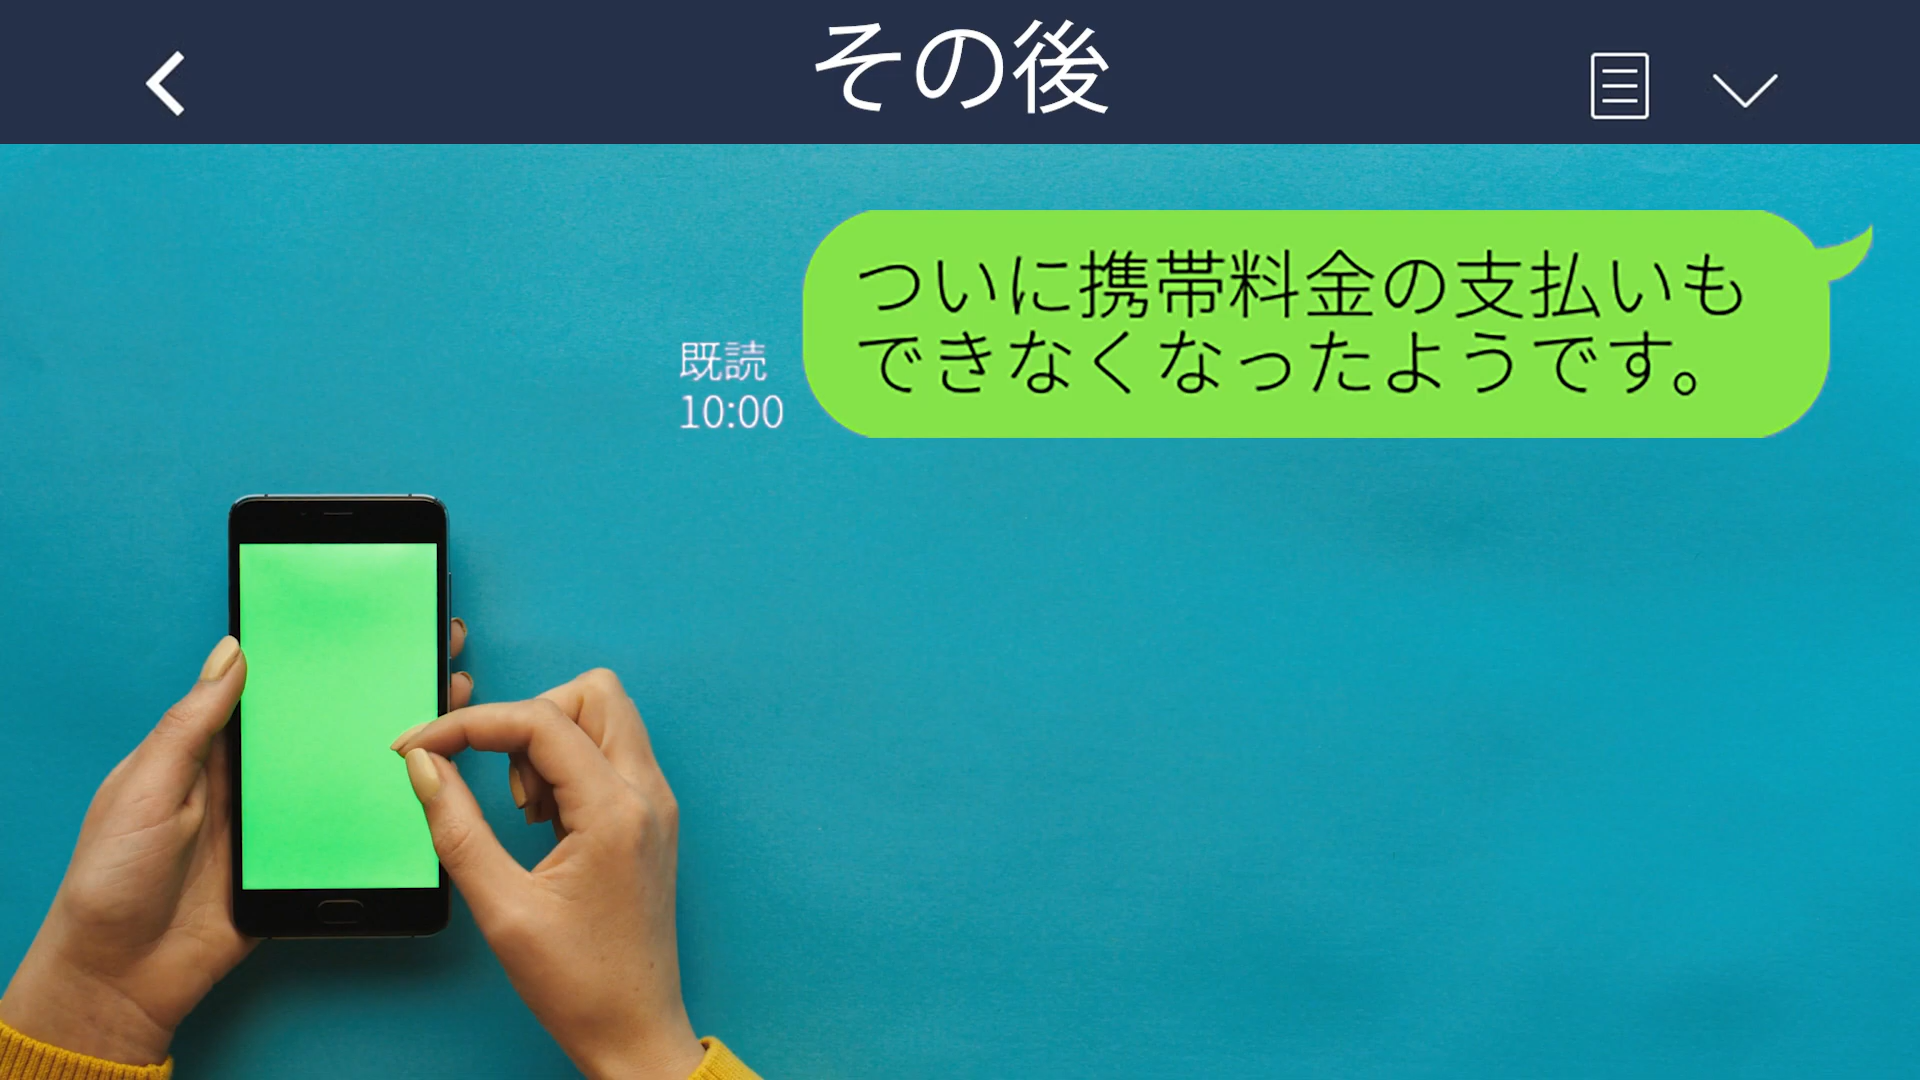 その後
ついに携帯料金の支払いも
できなくなったようです。
既読
10:00